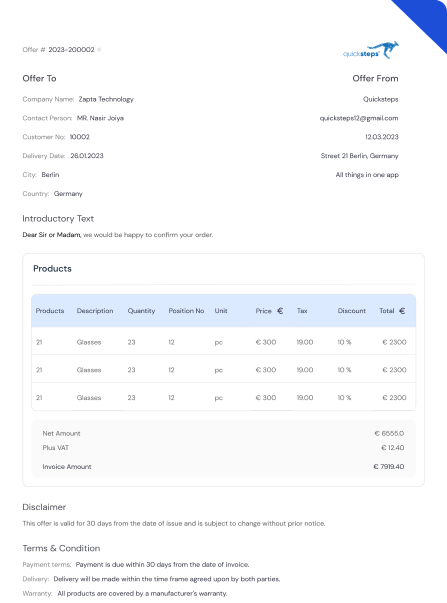 Offer # 2023-200002
quicksteps
Offer To
Offer From
Company Name: Zapta Technology
Quicksteps
Contact Person: MR. Nasir Joiya
quicksteps12@gmail.com
Customer No: 10002
12.03.2023
Delivery Date: 26.01.2023
Street 21 Berlin, Germany
City: Berlin
All things in one app
Country: Germany
Introductory Text
Dear Sir or Madam, we would be happy to confirm your order.
Products
Products Description Quantity Position No Unit Price € Tax Discount Total €
21 Glasses 23 12 pc € 300 19.00 10 % € 2300
21 Glasses 23 12 pc € 300 19.00 10 % € 2300
21 Glasses 23 12 pc € 300 19.00 10 % € 2300
Net Amount € 6555.0
Plus VAT € 12.40
Invoice Amount € 7919.40
Disclaimer
This offer is valid for 30 days from the date of issue and is subject to change without prior notice.
Terms & Condition
Payment terms: Payment is due within 30 days from the date of invoice.
Delivery: Delivery will be made within the time frame agreed upon by both parties.
Warranty: All products are covered by a manufacturer's warranty.